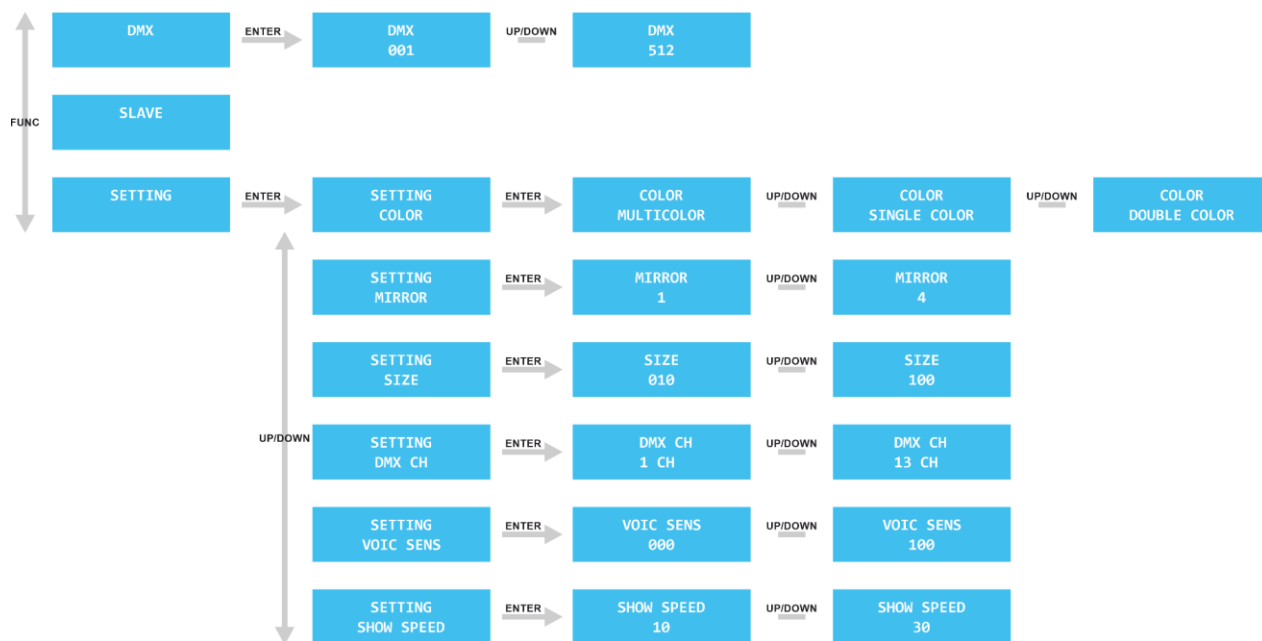 DMX
ENTER
DMX
001
UP/DOWN
DMX
512
FUNC
SLAVE
SETTING
ENTER
SETTING
COLOR
ENTER
COLOR
MULTICOLOR
UP/DOWN
COLOR
SINGLE COLOR
UP/DOWN
COLOR
DOUBLE COLOR
UP/DOWN
SETTING
MIRROR
ENTER
MIRROR
1
UP/DOWN
MIRROR
4
SETTING
SIZE
ENTER
SIZE
010
UP/DOWN
SIZE
100
SETTING
DMX CH
ENTER
DMX CH
1 CH
UP/DOWN
DMX CH
13 CH
SETTING
VOIC SENS
ENTER
VOIC SENS
000
UP/DOWN
VOIC SENS
100
SETTING
SHOW SPEED
ENTER
SHOW SPEED
10
UP/DOWN
SHOW SPEED
30